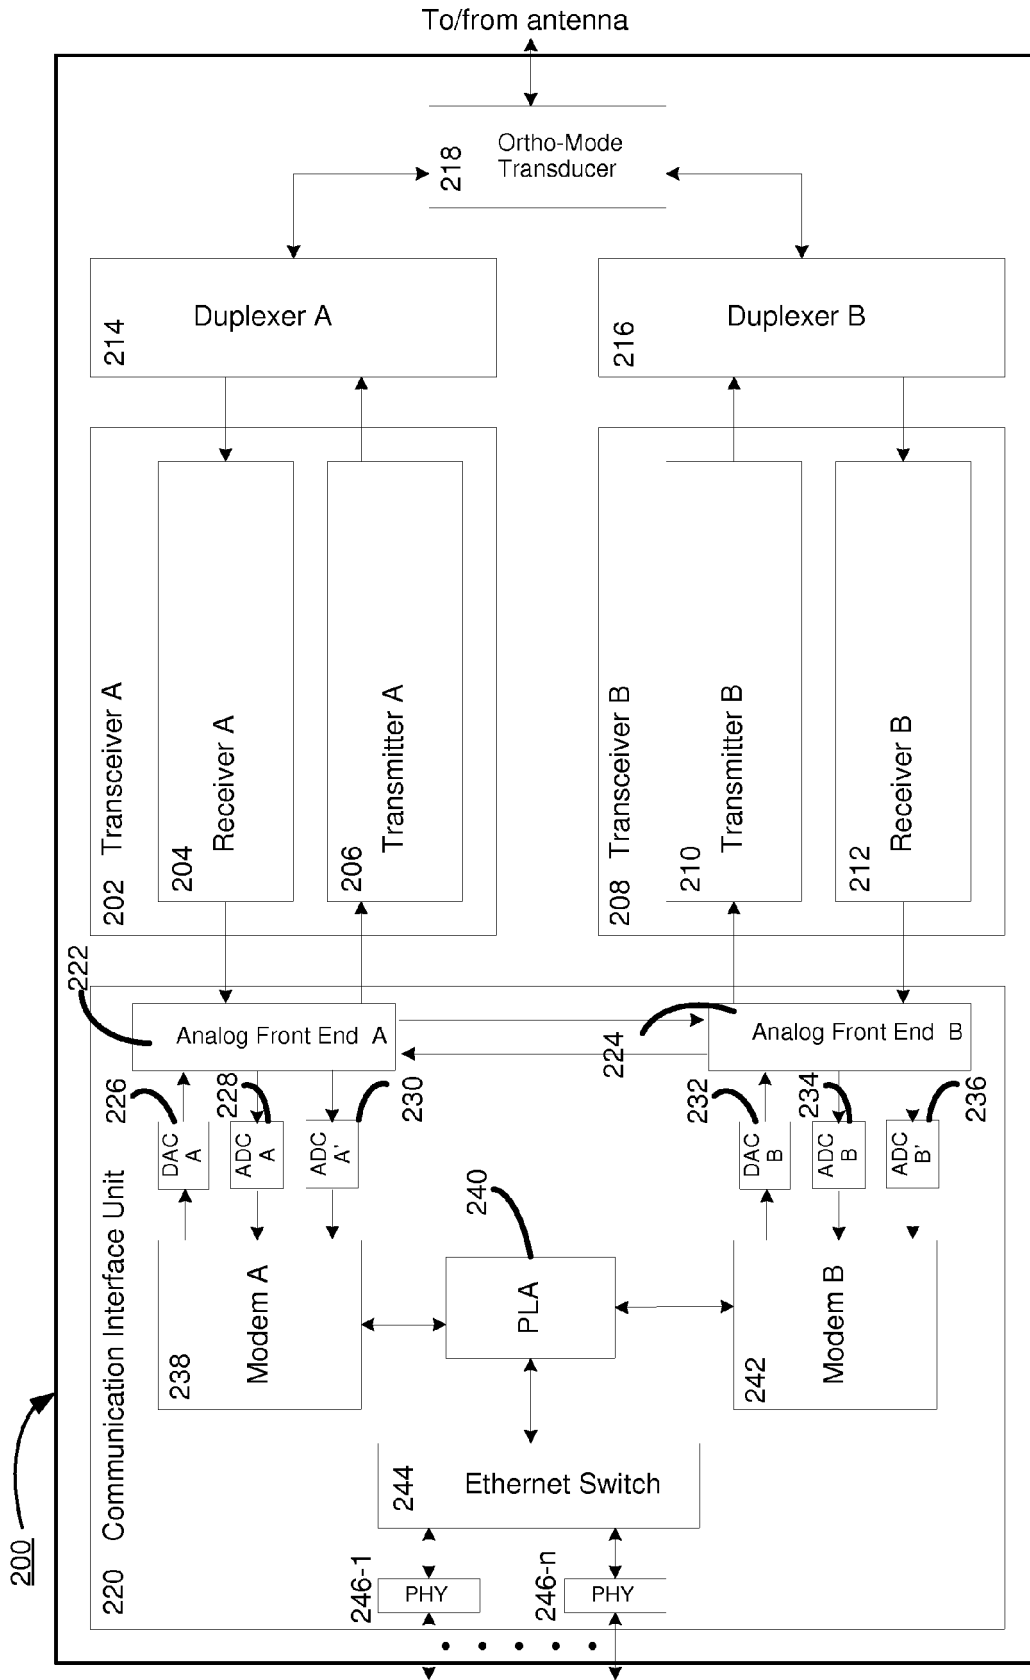 To/from antenna
218
Ortho-Mode
Transducer
214
Duplexer A
216
Duplexer B
202 Transceiver A
204
Receiver A
206
Transmitter A
208 Transceiver B
210
Transmitter B
212
Receiver B
222
Analog Front End A
224
Analog Front End B
226
228
230
232
234
236
DAC
A
ADC
A
ADC
A'
DAC
B
ADC
B
ADC
B'
220 Communication Interface Unit
238
Modem A
240
PLA
242
Modem B
244
Ethernet Switch
246-1
PHY
246-n
PHY
200